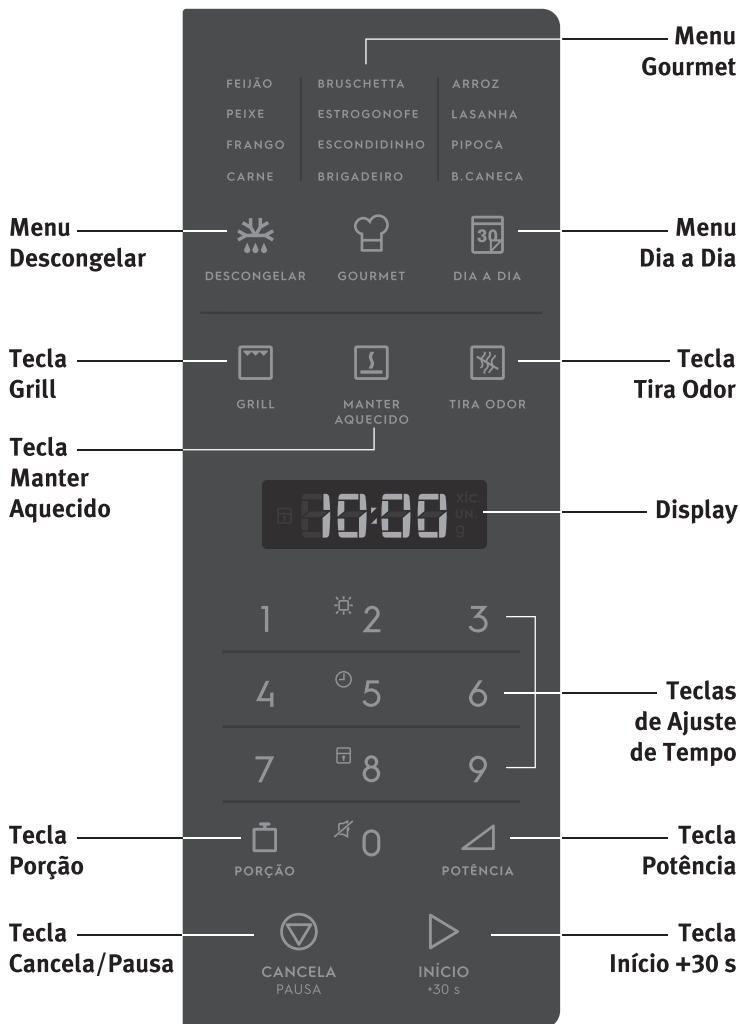 Menu
Gourmet
FEIJÃO BRUSCHETTA ARROZ
PEIXE ESTROGONOFE LASANHA
FRANGO ESCONDIDINHO PIPOCA
CARNE BRIGADEIRO B.CANECA
Menu
Descongelar
30
Menu
Dia a Dia
DESCONGELAR GOURMET DIA A DIA
Tecla
Grill
Tecla
Tira Odor
GRILL MANTER
AQUECIDO TIRA ODOR
Tecla
Manter
Aquecido
10:00
XÍC
UN
g
Display
1 2 3
4 5 6
7 8 9
Teclas
de Ajuste
de Tempo
Tecla
Porção
0
PORÇÃO POTÊNCIA
Tecla
Potência
Tecla
Cancela/Pausa
CANCELA INÍCIO
PAUSA +30 s
Tecla
Início +30 s